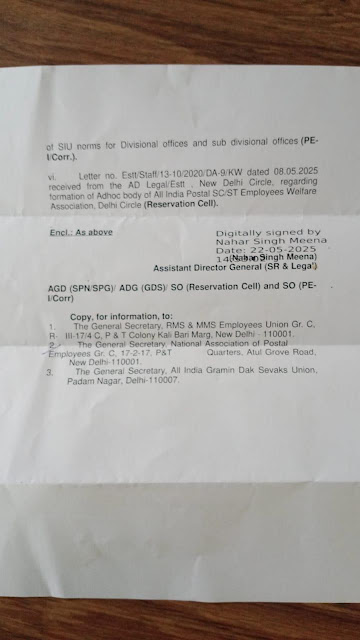 of SIU norms for Divisional offices and sub divisional offices (PE-
I/Corr.).
vi. Letter no. Estt/Staff/13-10/2020/DA-9/KW dated 08.05.2025
received from the AD Legal/Estt , New Delhi Circle, regarding
formation of Adhoc body of All India Postal SC/ST Employees Welfare
Association, Delhi Circle (Reservation Cell).
Encl.: As above
Digitally signed by
Nahar Singh Meena
Date: 22-05-2025
(Nahar Singh Meena)
Assistant Director General (SR & Legal)
AGD (SPN/SPG)/ ADG (GDS)/ SO (Reservation Cell) and SO (PE-
I/Corr)
Copy, for information, to:
1. The General Secretary, RMS & MMS Employees Union Gr. C,
R- III-17/4 C, P & T Colony Kali Bari Marg, New Delhi - 110001.
2. The General Secretary, National Association of Postal
Employees Gr. C, 17-2-17, P&T Quarters, Atul Grove Road,
New Delhi-110001.
3. The General Secretary, All India Gramin Dak Sevaks Union,
Padam Nagar, Delhi-110007.